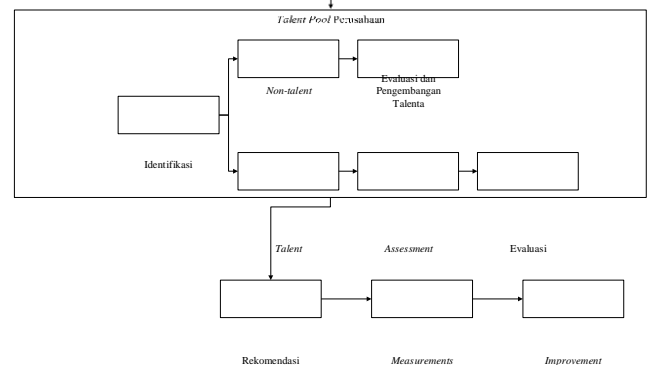 Talent Pool Perusahaan
Non-talent
Evaluasi dan
Pengembangan
Talenta
Identifikasi
Talent
Assessment
Evaluasi
Rekomendasi
Measurements
Improvement